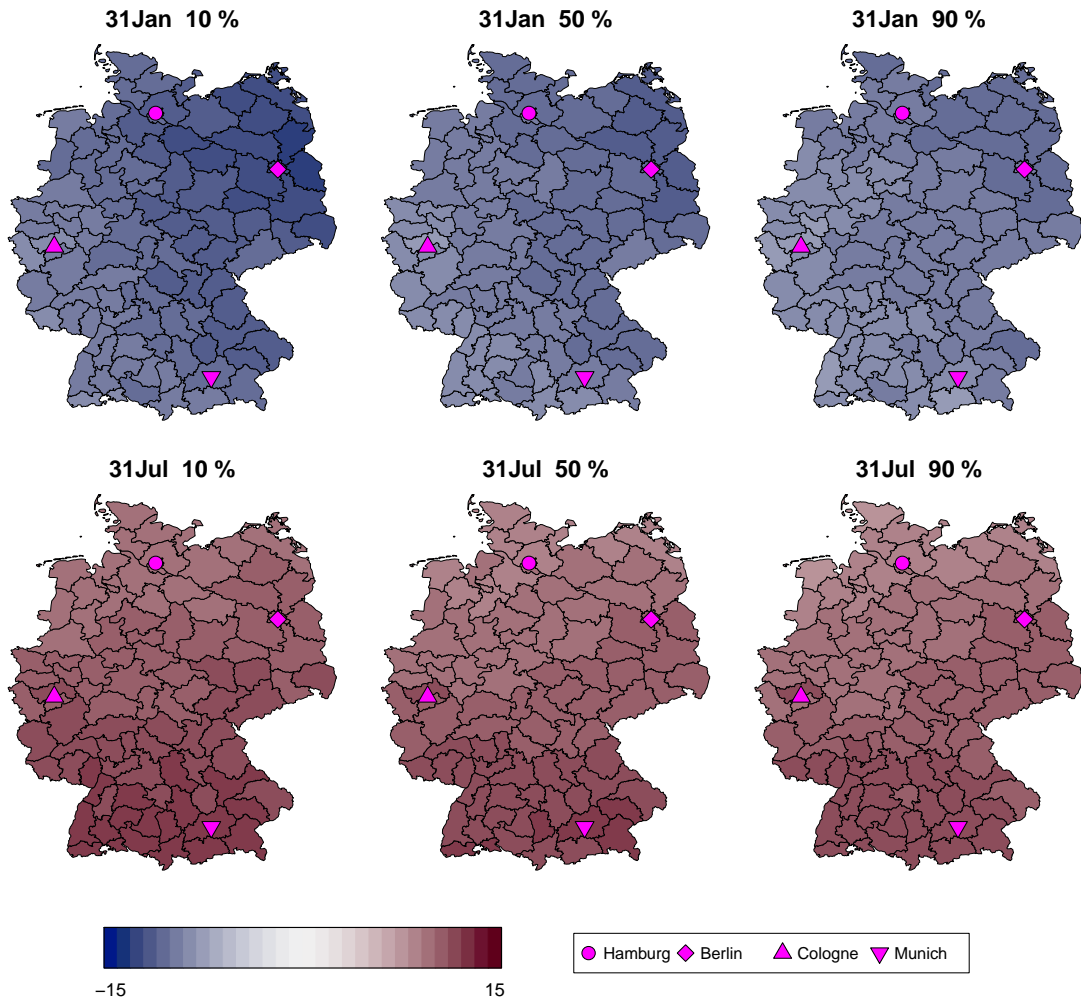 31Jan 10 %
31Jan 50 %
31Jan 90 %
31Jul 10 %
31Jul 50 %
31Jul 90 %
−15
15
Hamburg
Berlin
Cologne
Munich